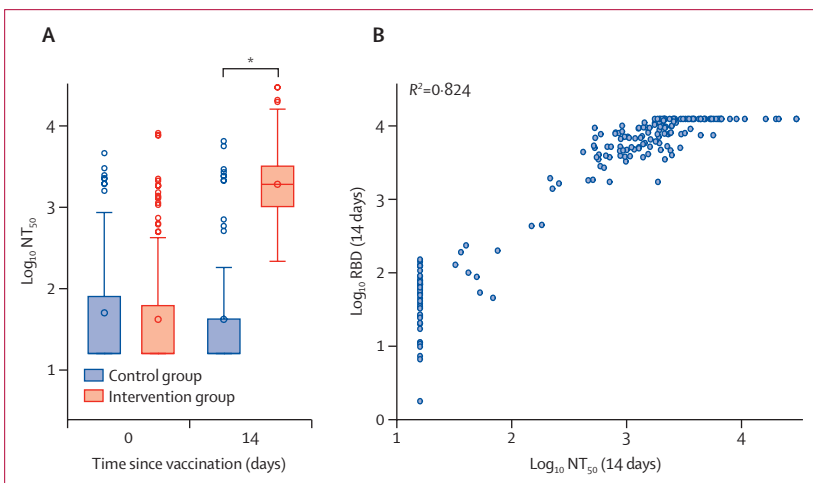 A
*
4
3
2
1
Log₁₀ NT₅₀
Control group
Intervention group
0
14
Time since vaccination (days)
B
R²=0·824
4
3
2
1
0
Log₁₀ RBD (14 days)
1
2
3
4
Log₁₀ NT₅₀ (14 days)